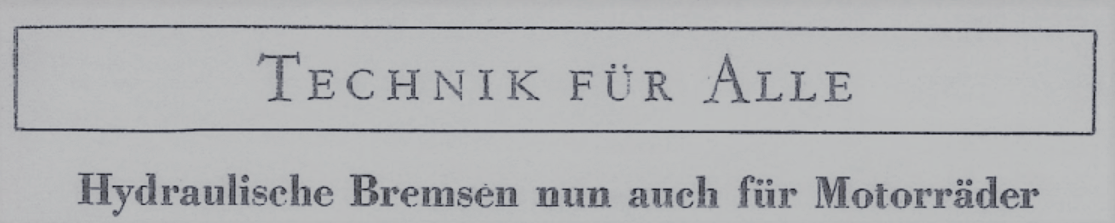 TECHNIK FÜR ALLE
Hydraulische Bremsen nun auch für Motorräder